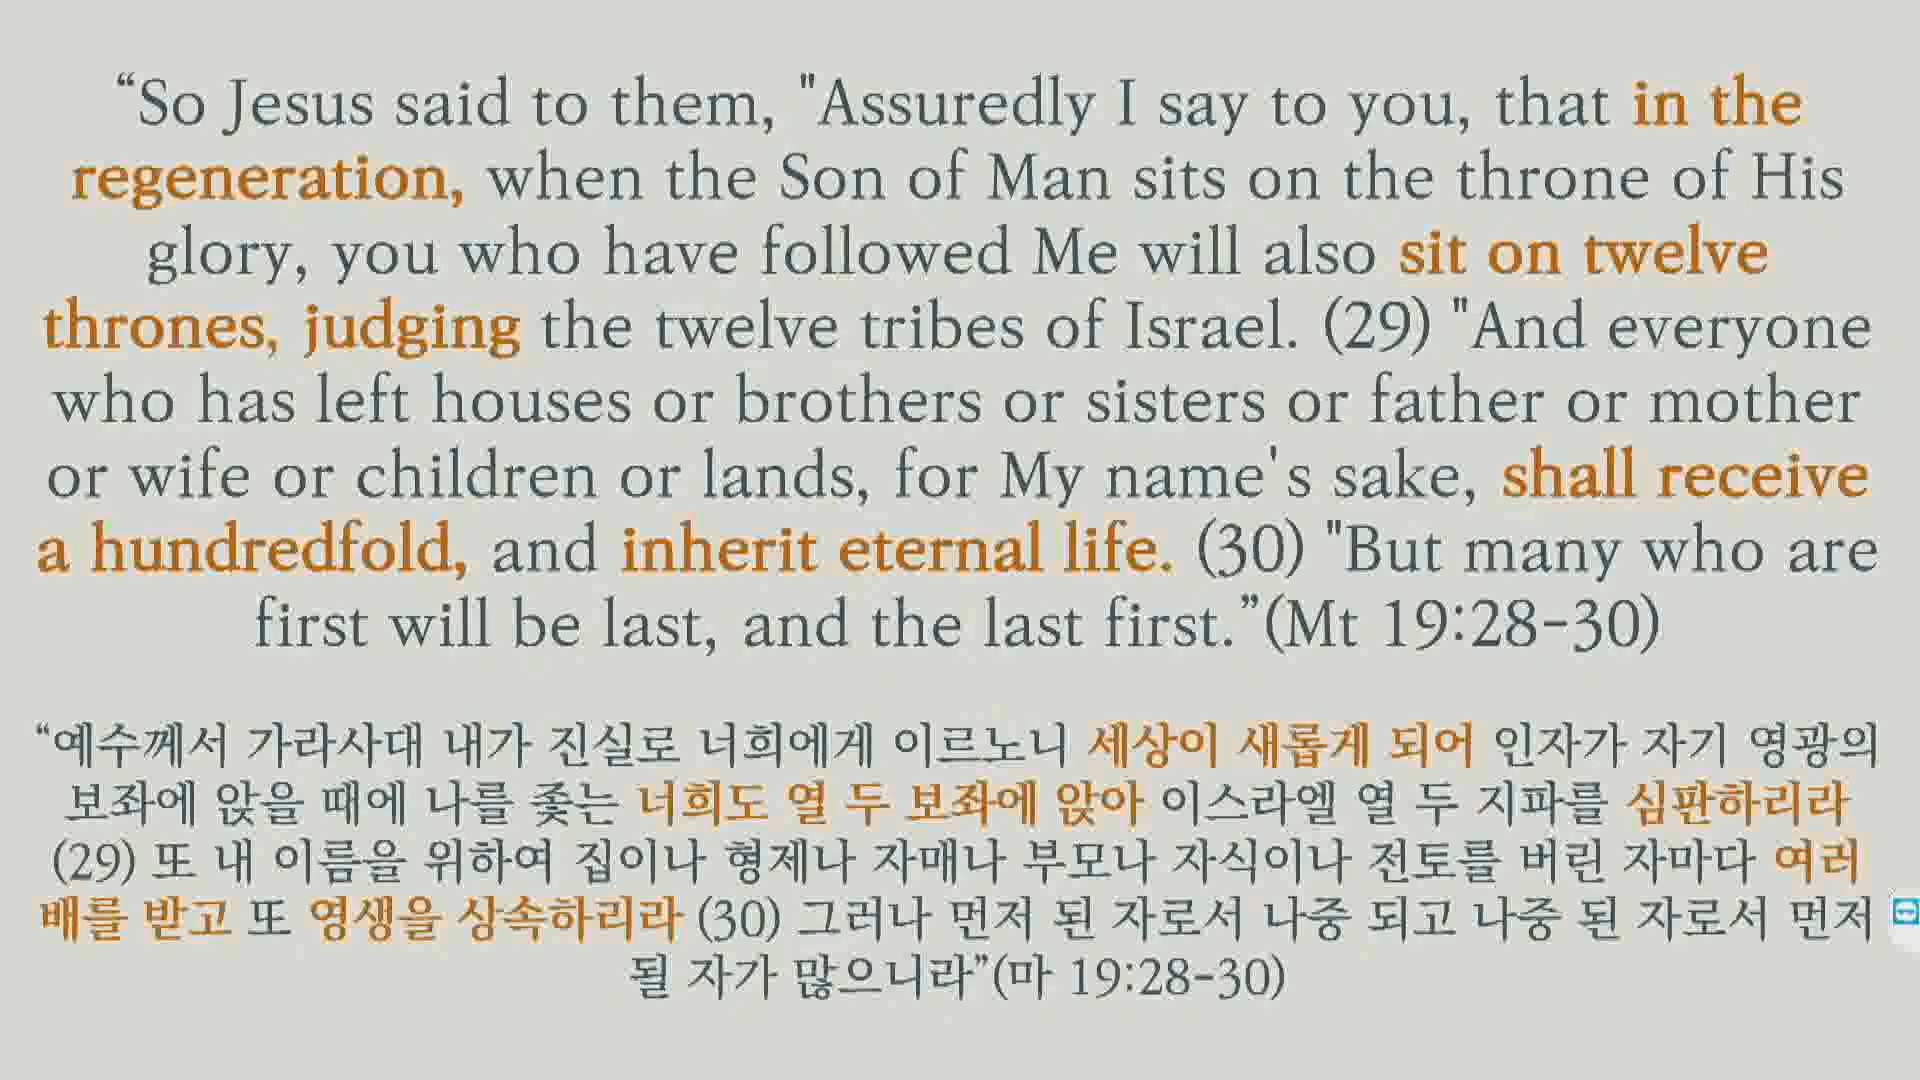 “So Jesus said to them, "Assuredly I say to you, that in the
regeneration, when the Son of Man sits on the throne of His
glory, you who have followed Me will also sit on twelve
thrones, judging the twelve tribes of Israel. (29) "And everyone
who has left houses or brothers or sisters or father or mother
or wife or children or lands, for My name's sake, shall receive
a hundredfold, and inherit eternal life. (30) "But many who are
first will be last, and the last first.”(Mt 19:28-30)
“예수께서 가라사대 내가 진실로 너희에게 이르노니 세상이 새롭게 되어 인자가 자기 영광의
보좌에 앉을 때에 나를 좇는 너희도 열 두 보좌에 앉아 이스라엘 열 두 지파를 심판하리라
(29) 또 내 이름을 위하여 집이나 형제나 자매나 부모나 자식이나 전토를 버린 자마다 여러
배를 받고 또 영생을 상속하리라 (30) 그러나 먼저 된 자로서 나중 되고 나중 된 자로서 먼저
될 자가 많으니라”(마 19:28-30)